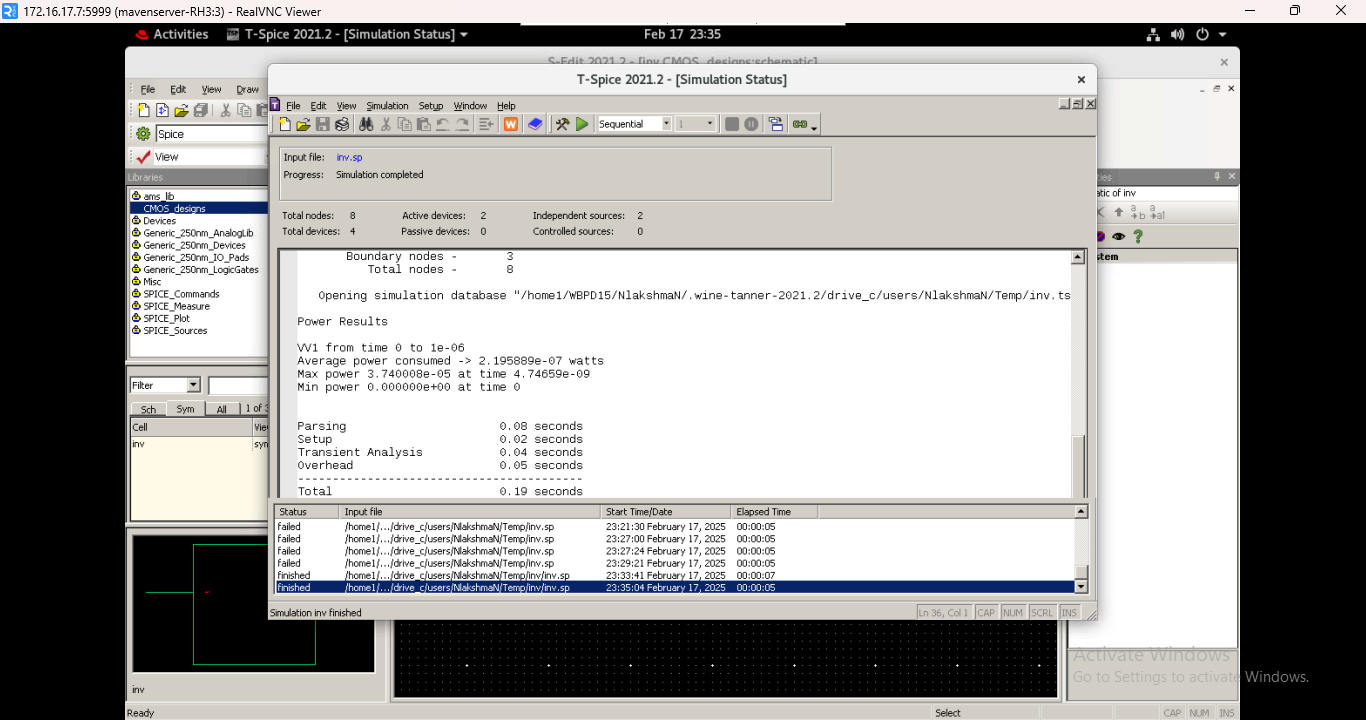 172.16.17.7:5999 (mavenserver-RH3:3) - RealVNC Viewer
Activities T-Spice 2021.2 - [Simulation Status] Feb 17 23:35
S-Edit 2021.2 - [inv CMOS_designs:schematic]
T-Spice 2021.2 - [Simulation Status]
File Edit View Draw
File Edit View Simulation Setup Window Help
Sequential 1
Spice
View
Libraries
ams_lib
CMOS_designs
Devices
Generic_250nm_AnalogLib
Generic_250nm_Devices
Generic_250nm_IO_Pads
Generic_250nm_LogicGates
Misc
SPICE_Commands
SPICE_Measure
SPICE_Plot
SPICE_Sources
Filter
Sch Sym All 1 of 3
Cell Vie
inv sym
inv
Ready
Input file: inv.sp
Progress: Simulation completed
Total nodes: 8 Active devices: 2 Independent sources: 2
Total devices: 4 Passive devices: 0 Controlled sources: 0
Boundary nodes - 3
Total nodes - 8
Opening simulation database "/home1/WBPD15/NlakshmaN/.wine-tanner-2021.2/drive_c/users/NlakshmaN/Temp/inv.ts
Power Results
VV1 from time 0 to 1e-06
Average power consumed -> 2.195889e-07 watts
Max power 3.740008e-05 at time 4.74659e-09
Min power 0.000000e+00 at time 0
Parsing 0.08 seconds
Setup 0.02 seconds
Transient Analysis 0.04 seconds
Overhead 0.05 seconds
-----------------------------------------
Total 0.19 seconds
Status Input file Start Time/Date Elapsed Time
failed /home1/.../drive_c/users/NlakshmaN/Temp/inv.sp 23:21:30 February 17, 2025 00:00:05
failed /home1/.../drive_c/users/NlakshmaN/Temp/inv.sp 23:27:00 February 17, 2025 00:00:05
failed /home1/.../drive_c/users/NlakshmaN/Temp/inv.sp 23:27:24 February 17, 2025 00:00:05
failed /home1/.../drive_c/users/NlakshmaN/Temp/inv.sp 23:29:21 February 17, 2025 00:00:05
finished /home1/.../drive_c/users/NlakshmaN/Temp/inv/inv.sp 23:33:41 February 17, 2025 00:00:07
finished /home1/.../drive_c/users/NlakshmaN/Temp/inv/inv.sp 23:35:04 February 17, 2025 00:00:05
Simulation inv finished Ln 36, Col 1 CAP NUM SCRL INS
ties
atic of inv
stem
Activate Windows
Go to Settings to activate Windows.
Select CAP NUM INS